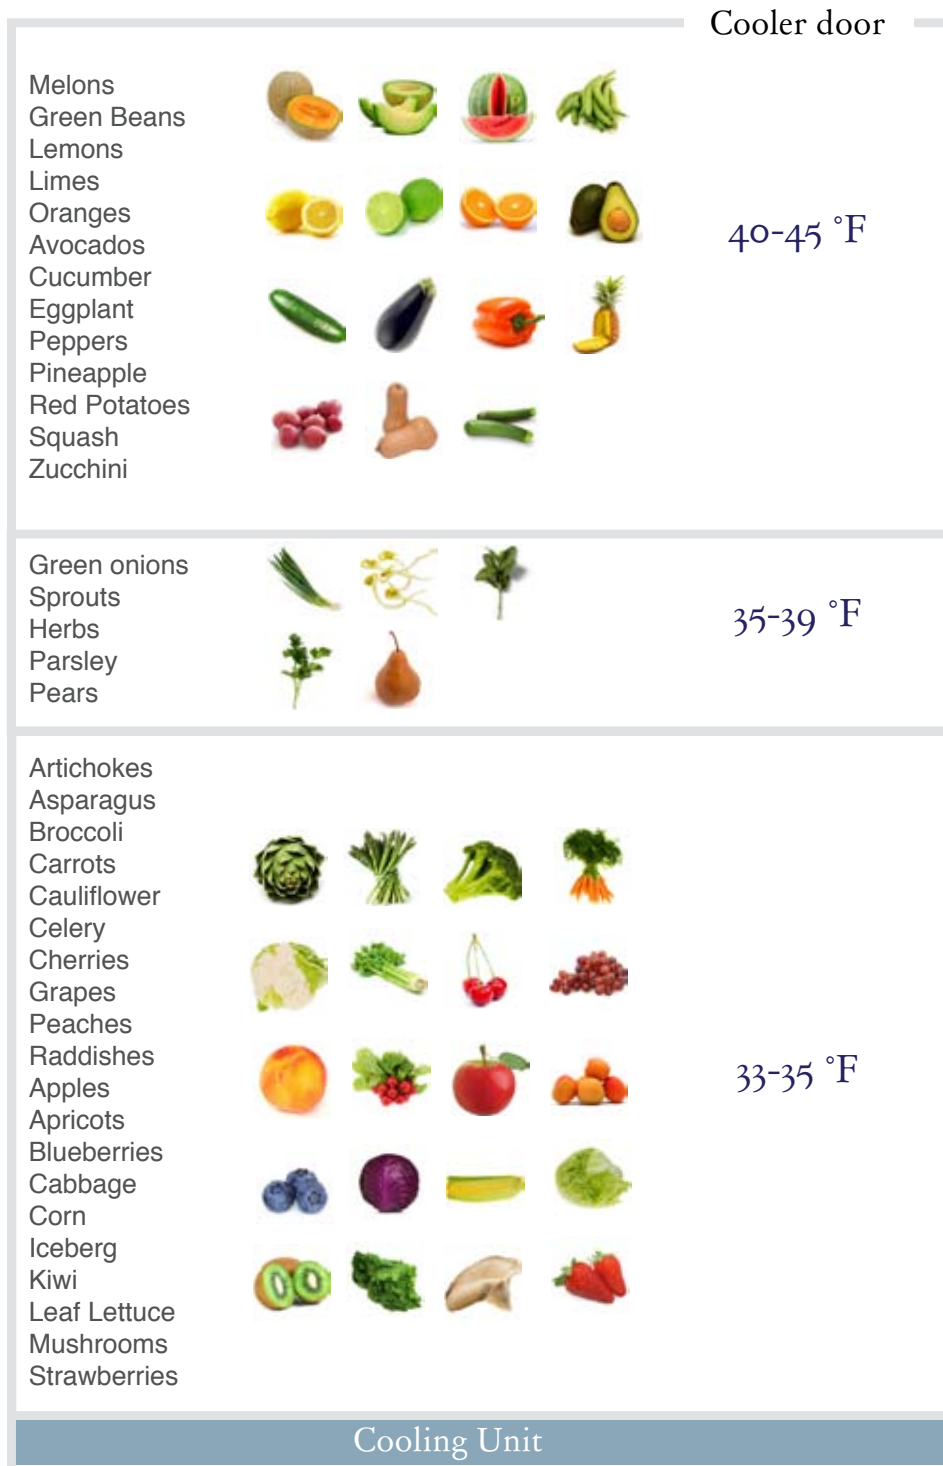 Cooler door
Melons
Green Beans
Lemons
Limes
Oranges
Avocados
Cucumber
Eggplant
Peppers
Pineapple
Red Potatoes
Squash
Zucchini
40-45 °F
Green onions
Sprouts
Herbs
Parsley
Pears
35-39 °F
Artichokes
Asparagus
Broccoli
Carrots
Cauliflower
Celery
Cherries
Grapes
Peaches
Raddishes
Apples
Apricots
Blueberries
Cabbage
Corn
Iceberg
Kiwi
Leaf Lettuce
Mushrooms
Strawberries
33-35 °F
Cooling Unit